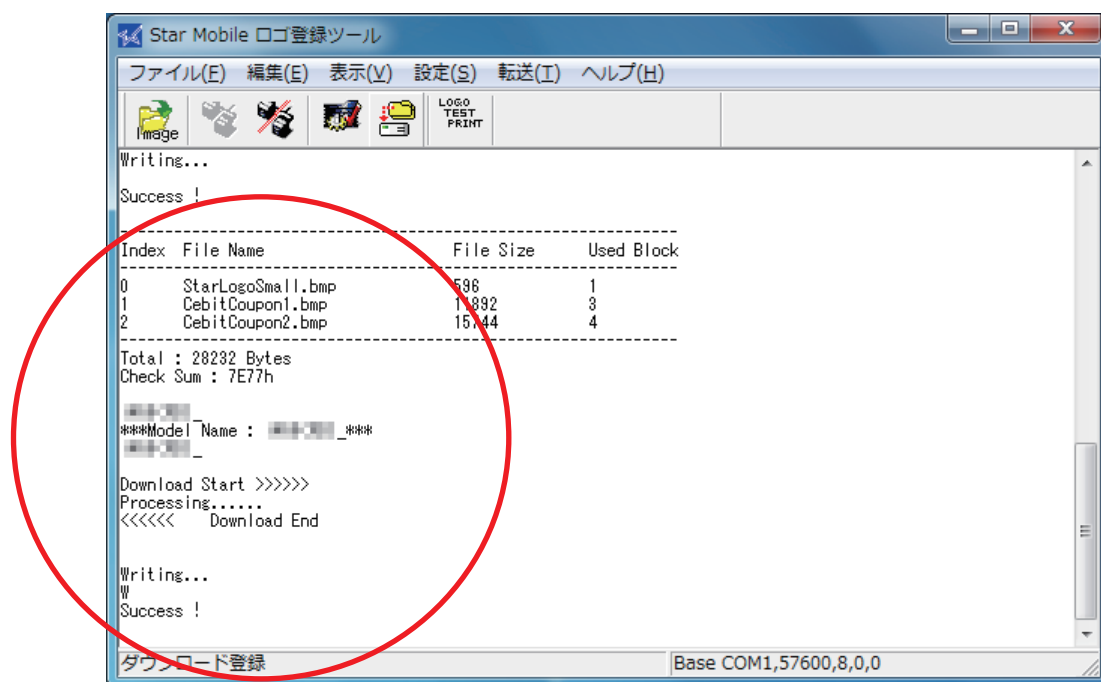 Star Mobile ロゴ登録ツール
ファイル(F) 編集(E) 表示(V) 設定(S) 転送(T) ヘルプ(H)
Image
LOGO
TEST
PRINT
Writing...
Success !
Index File Name File Size Used Block
0 StarLogoSmall.bmp 596 1
1 CebitCoupon1.bmp 11892 3
2 CebitCoupon2.bmp 15744 4
Total : 28232 Bytes
Check Sum : 7E77h
_
***Model Name : _***
_
Download Start >>>>>>
Processing......
<<<<<< Download End
Writing...
W
Success !
ダウンロード登録 Base COM1,57600,8,0,0